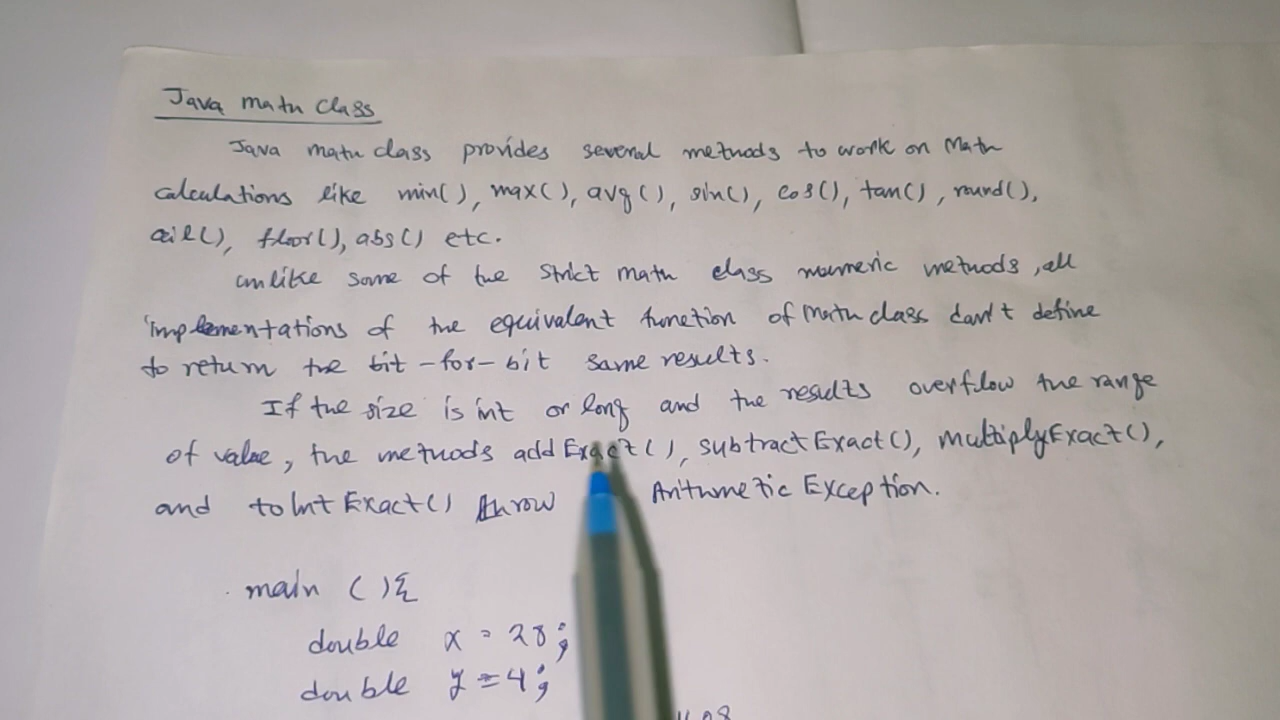 Java math class
Java math class provides several methods to work on Math
calculations like min(), max(), avg(), sin(), cos(), tan(), round(),
ceil(), floor(), abs() etc.
unlike some of the Strict math class numeric methods, all
implementations of the equivalent function of math class can't define
to return the bit-for-bit same results.
If the size is int or long and the results overflow the range
of value, the methods addExact(), subtractExact(), multiplyExact(),
and toIntExact() throw Arithmetic Exception.
main (){
double x = 28;
double y = 4;